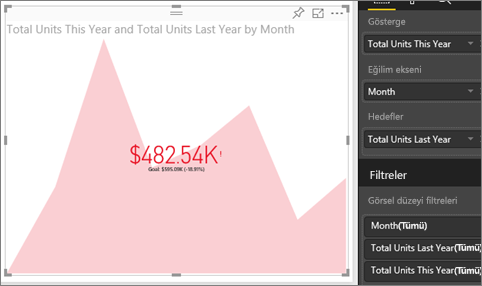 Total Units This Year and Total Units Last Year by Month
$482.54K!
Goal: $595.09K (-18.91%)
Gösterge
Total Units This Year
Eğilim ekseni
Month
Hedefler
Total Units Last Year
Filtreler
Görsel düzeyi filtreleri
Month(Tümü)
Total Units Last Year(Tümü)
Total Units This Year(Tümü)